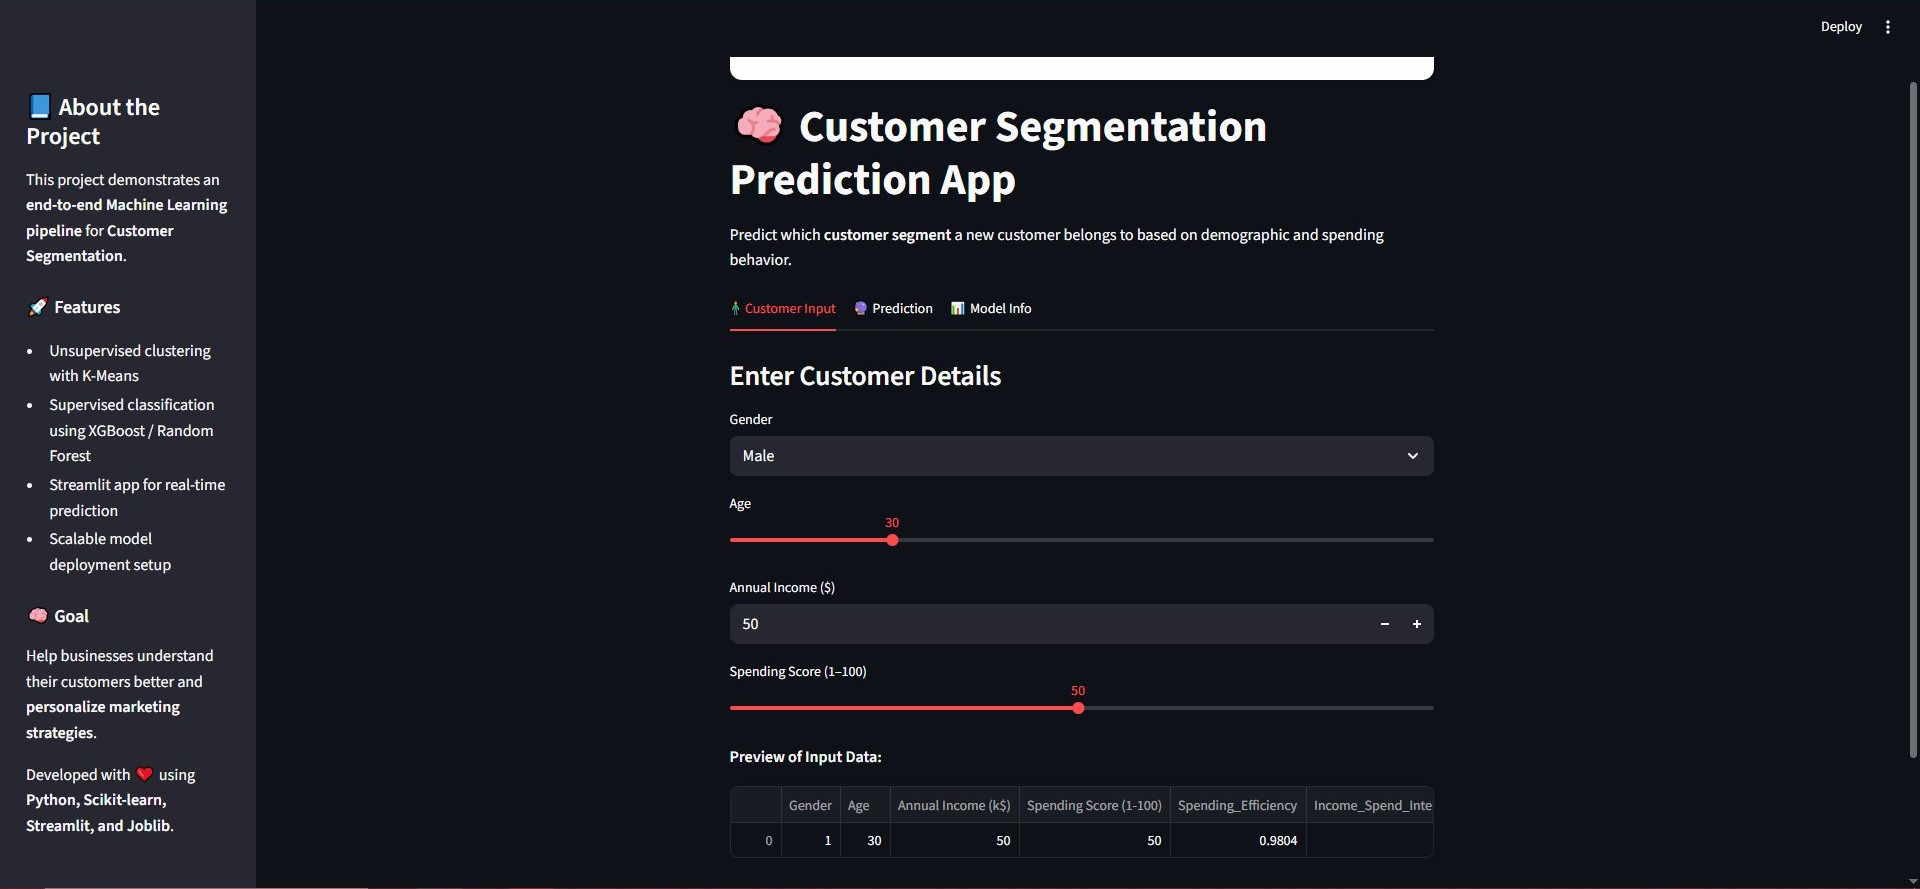 Deploy
📘 About the
Project
This project demonstrates an
end-to-end Machine Learning
pipeline for Customer
Segmentation.
🚀 Features
• Unsupervised clustering
with K-Means
• Supervised classification
using XGBoost / Random
Forest
• Streamlit app for real-time
prediction
• Scalable model
deployment setup
🧠 Goal
Help businesses understand
their customers better and
personalize marketing
strategies.
Developed with ❤️ using
Python, Scikit-learn,
Streamlit, and Joblib.
🧠 Customer Segmentation
Prediction App
Predict which customer segment a new customer belongs to based on demographic and spending
behavior.
Customer Input 🔮 Prediction 📊 Model Info
Enter Customer Details
Gender
Male
Age
30
Annual Income ($)
50
Spending Score (1–100)
50
Preview of Input Data:
Gender Age Annual Income (k$) Spending Score (1-100) Spending_Efficiency Income_Spend_Inte
0 1 30 50 50 0.9804